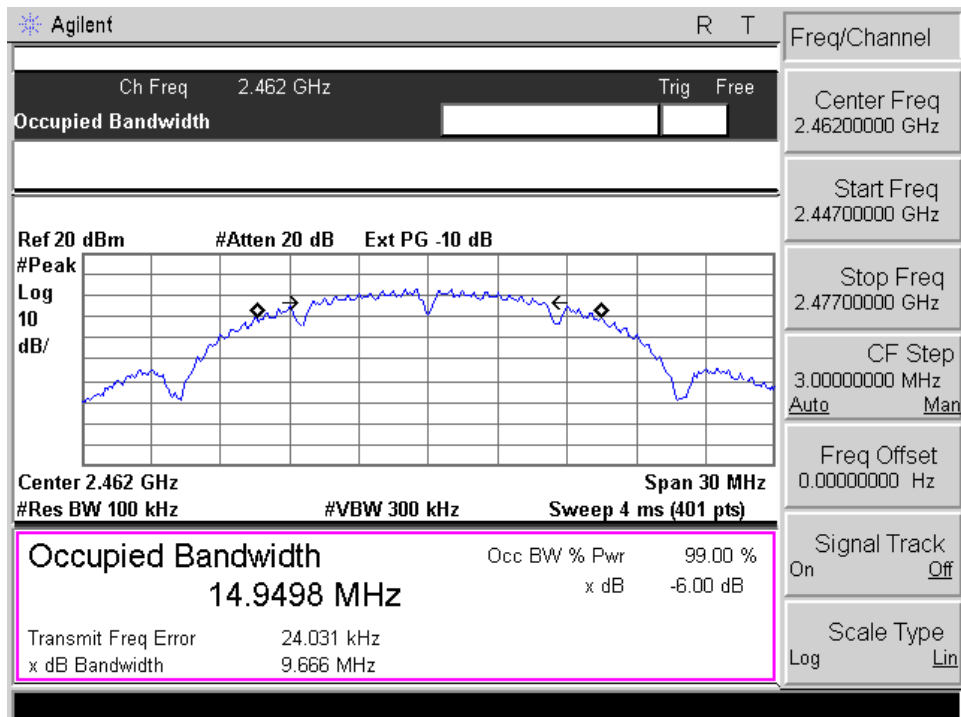 Agilent R T
Ch Freq 2.462 GHz Trig Free
Occupied Bandwidth
Ref 20 dBm #Atten 20 dB Ext PG -10 dB
#Peak
Log
10
dB/
Center 2.462 GHz Span 30 MHz
#Res BW 100 kHz #VBW 300 kHz Sweep 4 ms (401 pts)
Occupied Bandwidth
14.9498 MHz
Occ BW % Pwr 99.00 %
x dB -6.00 dB
Transmit Freq Error 24.031 kHz
x dB Bandwidth 9.666 MHz
Freq/Channel
Center Freq
2.46200000 GHz
Start Freq
2.44700000 GHz
Stop Freq
2.47700000 GHz
CF Step
3.00000000 MHz
Auto Man
Freq Offset
0.00000000 Hz
Signal Track
On Off
Scale Type
Log Lin